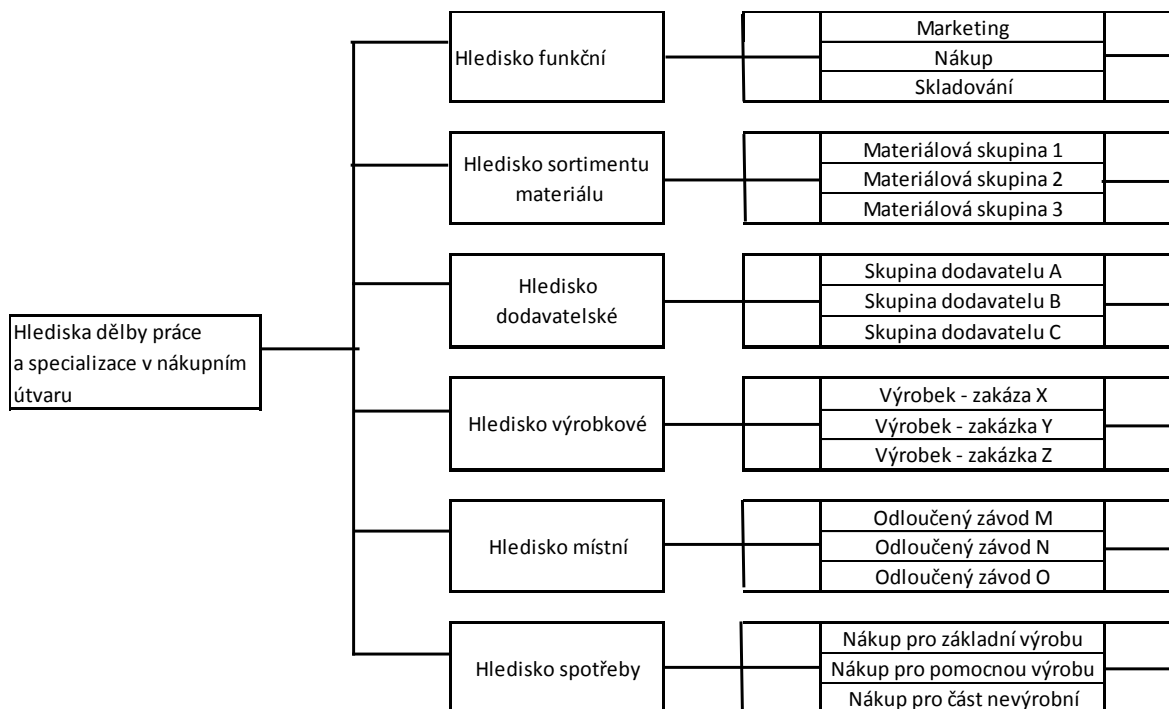 Hlediska dělby práce
a specializace v nákupním
útvaru
Hledisko funkční
Marketing
Nákup
Skladování
Hledisko sortimentu
materiálu
Materiálová skupina 1
Materiálová skupina 2
Materiálová skupina 3
Hledisko
dodavatelské
Skupina dodavatelu A
Skupina dodavatelu B
Skupina dodavatelu C
Hledisko výrobkové
Výrobek - zakáza X
Výrobek - zakázka Y
Výrobek - zakázka Z
Hledisko místní
Odloučený závod M
Odloučený závod N
Odloučený závod O
Hledisko spotřeby
Nákup pro základní výrobu
Nákup pro pomocnou výrobu
Nákup pro část nevýrobní